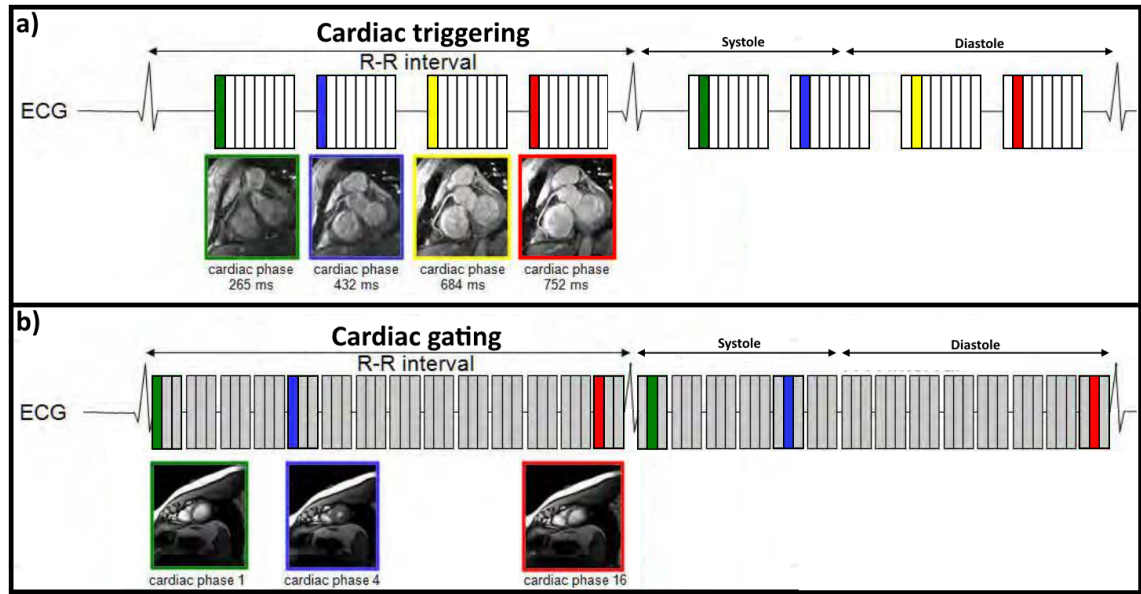 a)
Cardiac triggering
R-R interval
Systole
Diastole
ECG
cardiac phase
265 ms
cardiac phase
432 ms
cardiac phase
684 ms
cardiac phase
752 ms
b)
Cardiac gating
R-R interval
Systole
Diastole
ECG
cardiac phase 1
cardiac phase 4
cardiac phase 16